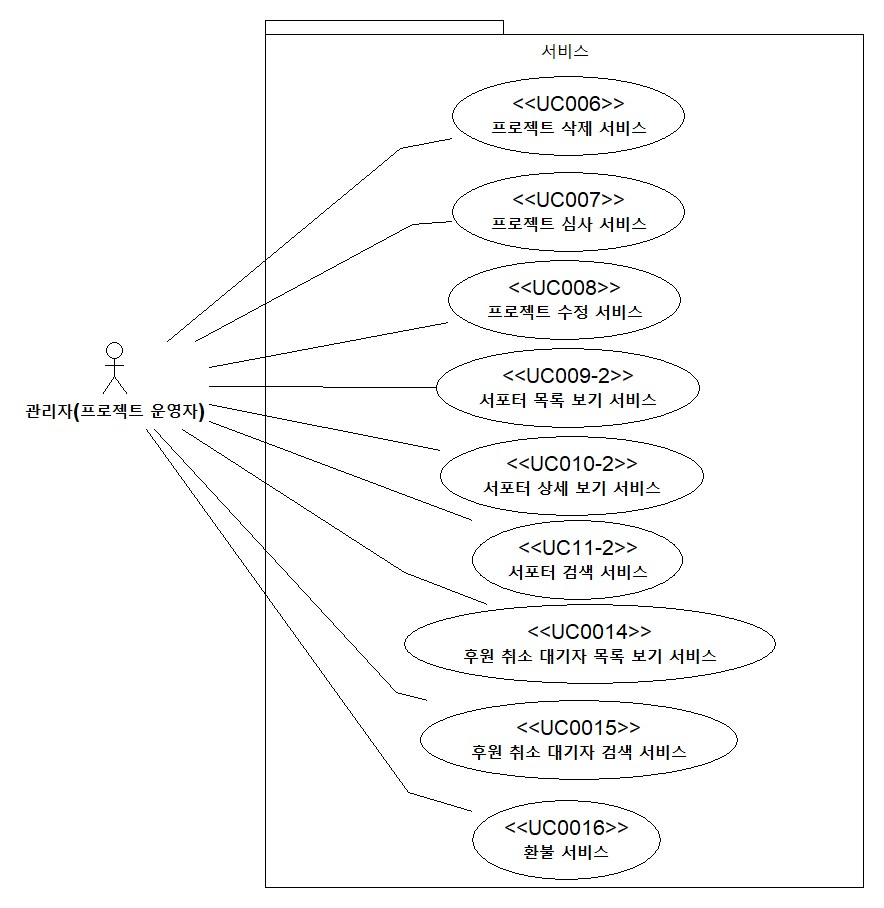 서비스
<<UC006>>
프로젝트 삭제 서비스
<<UC007>>
프로젝트 심사 서비스
<<UC008>>
프로젝트 수정 서비스
<<UC009-2>>
서포터 목록 보기 서비스
관리자(프로젝트 운영자)
<<UC010-2>>
서포터 상세 보기 서비스
<<UC11-2>>
서포터 검색 서비스
<<UC0014>>
후원 취소 대기자 목록 보기 서비스
<<UC0015>>
후원 취소 대기자 검색 서비스
<<UC0016>>
환불 서비스